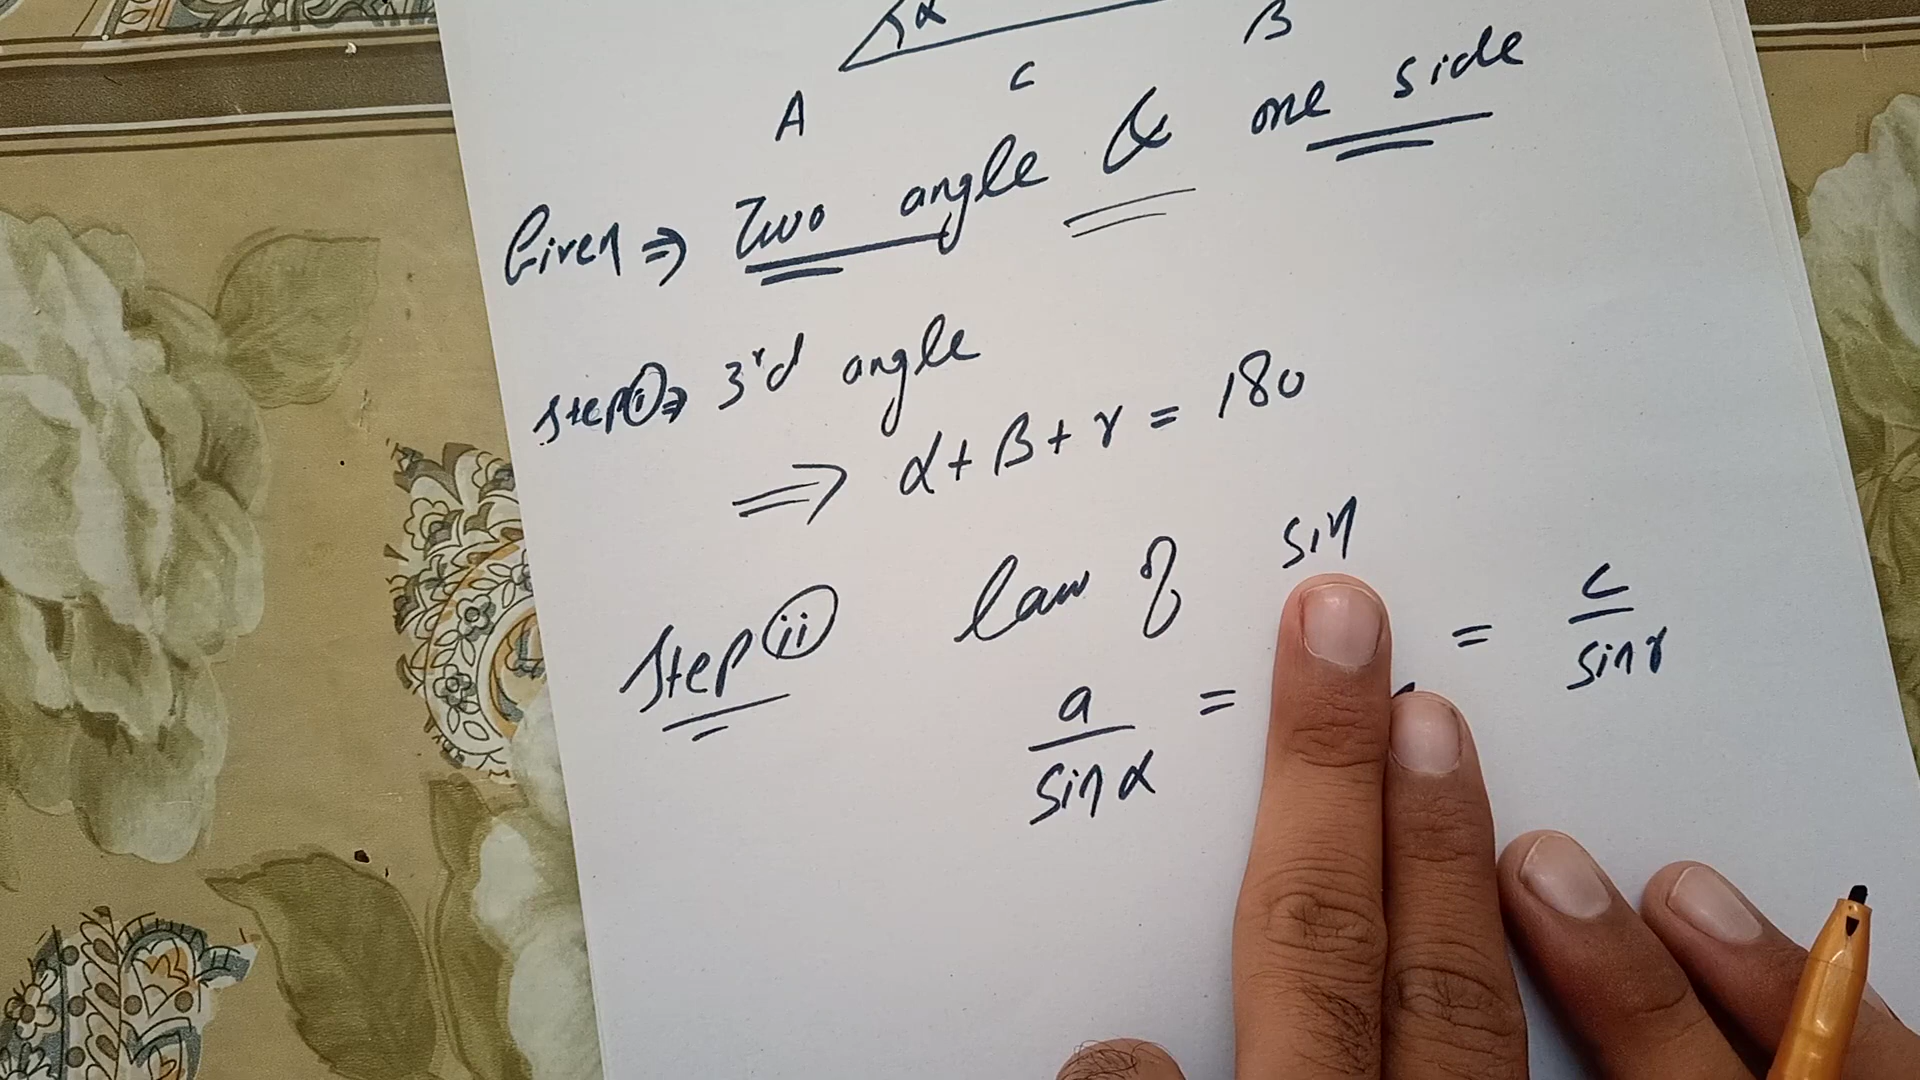 α
A c B
Given ⇒ Two angle & one side
step (i) ⇒ 3rd angle
⇒ α + β + γ = 180
step (ii) law of sin
a/sin α = = c/sin γ